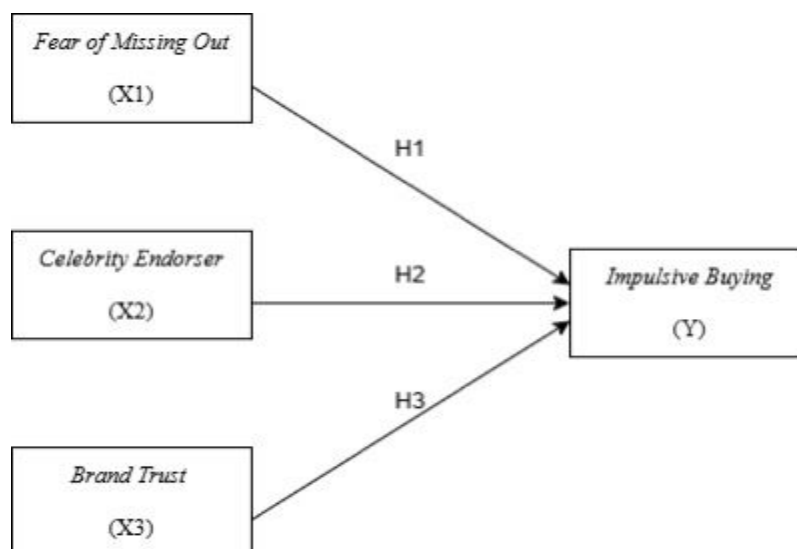 Fear of Missing Out
(X1)
H1
Celebrity Endorser
(X2)
H2
Impulsive Buying
(Y)
H3
Brand Trust
(X3)